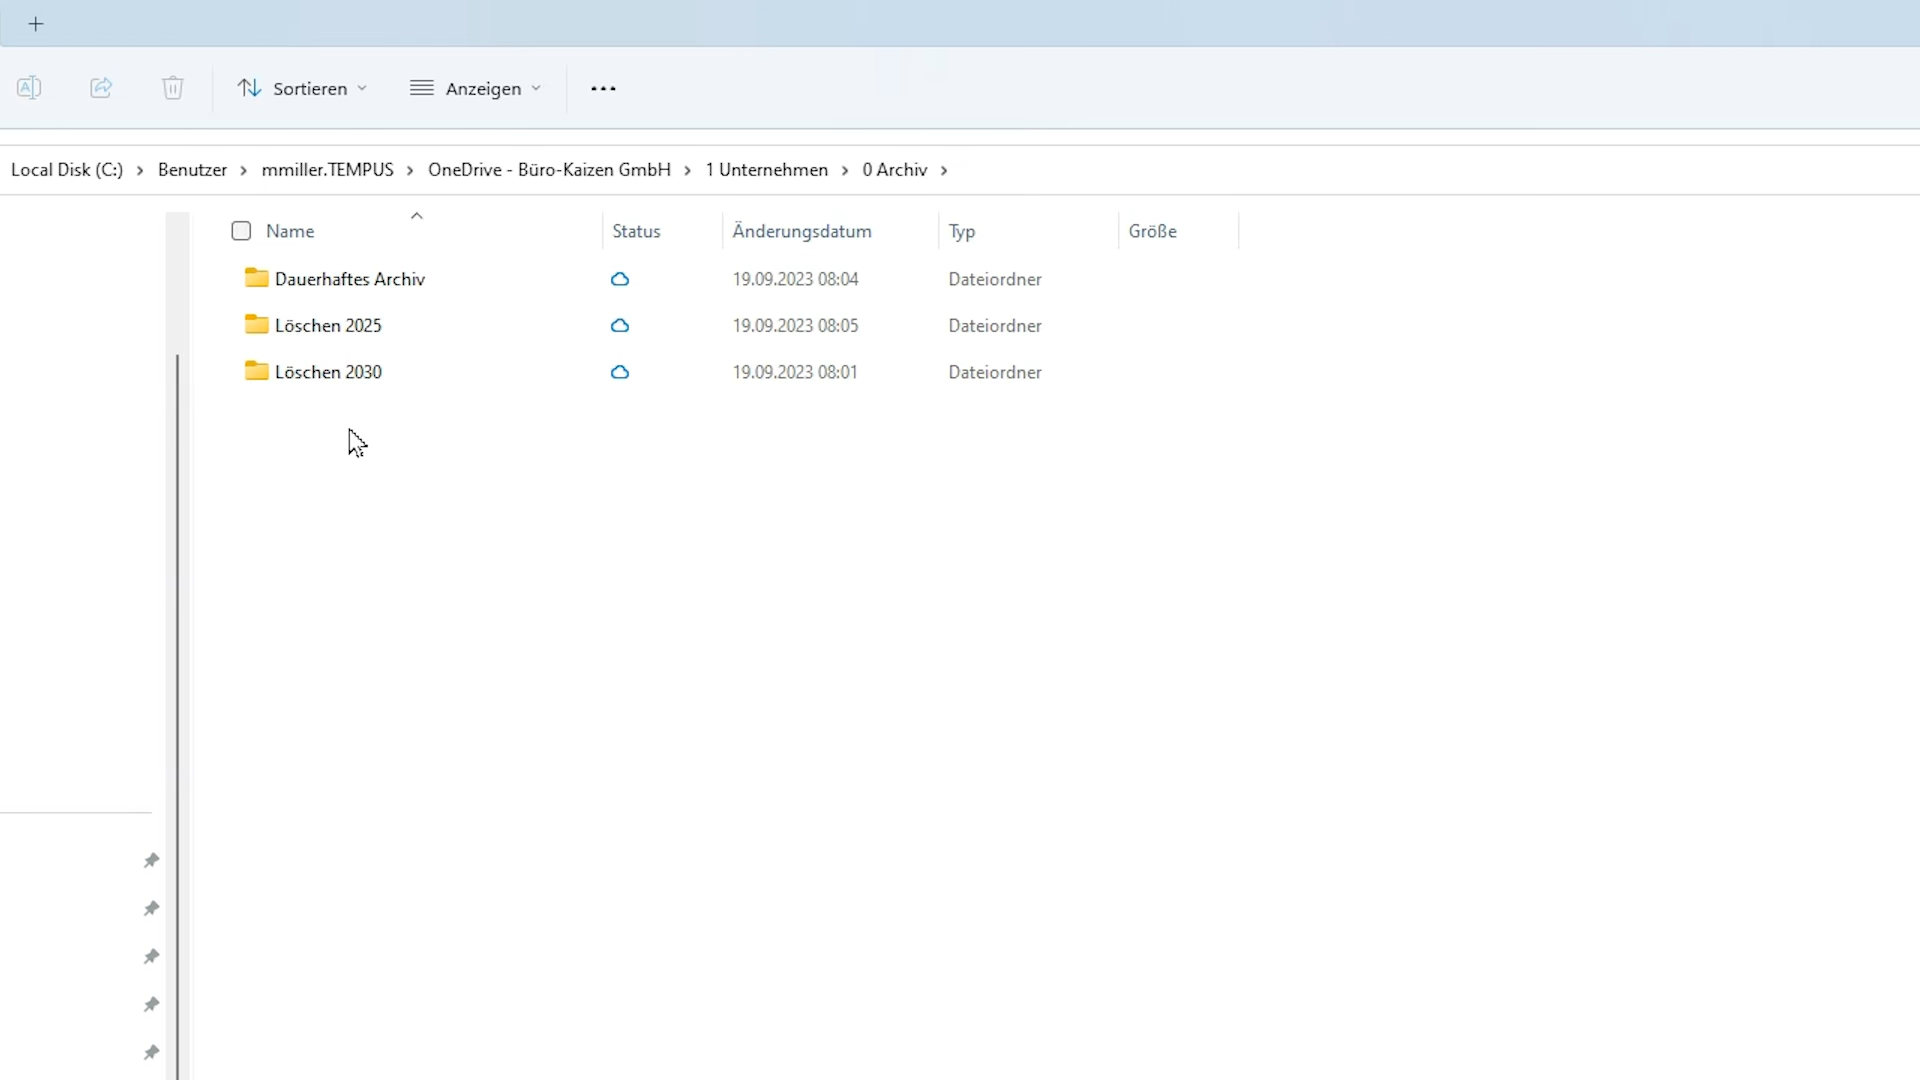 Sortieren Anzeigen
Local Disk (C:) > Benutzer > mmiller.TEMPUS > OneDrive - Büro-Kaizen GmbH > 1 Unternehmen > 0 Archiv >
Name Status Änderungsdatum Typ Größe
Dauerhaftes Archiv 19.09.2023 08:04 Dateiordner
Löschen 2025 19.09.2023 08:05 Dateiordner
Löschen 2030 19.09.2023 08:01 Dateiordner